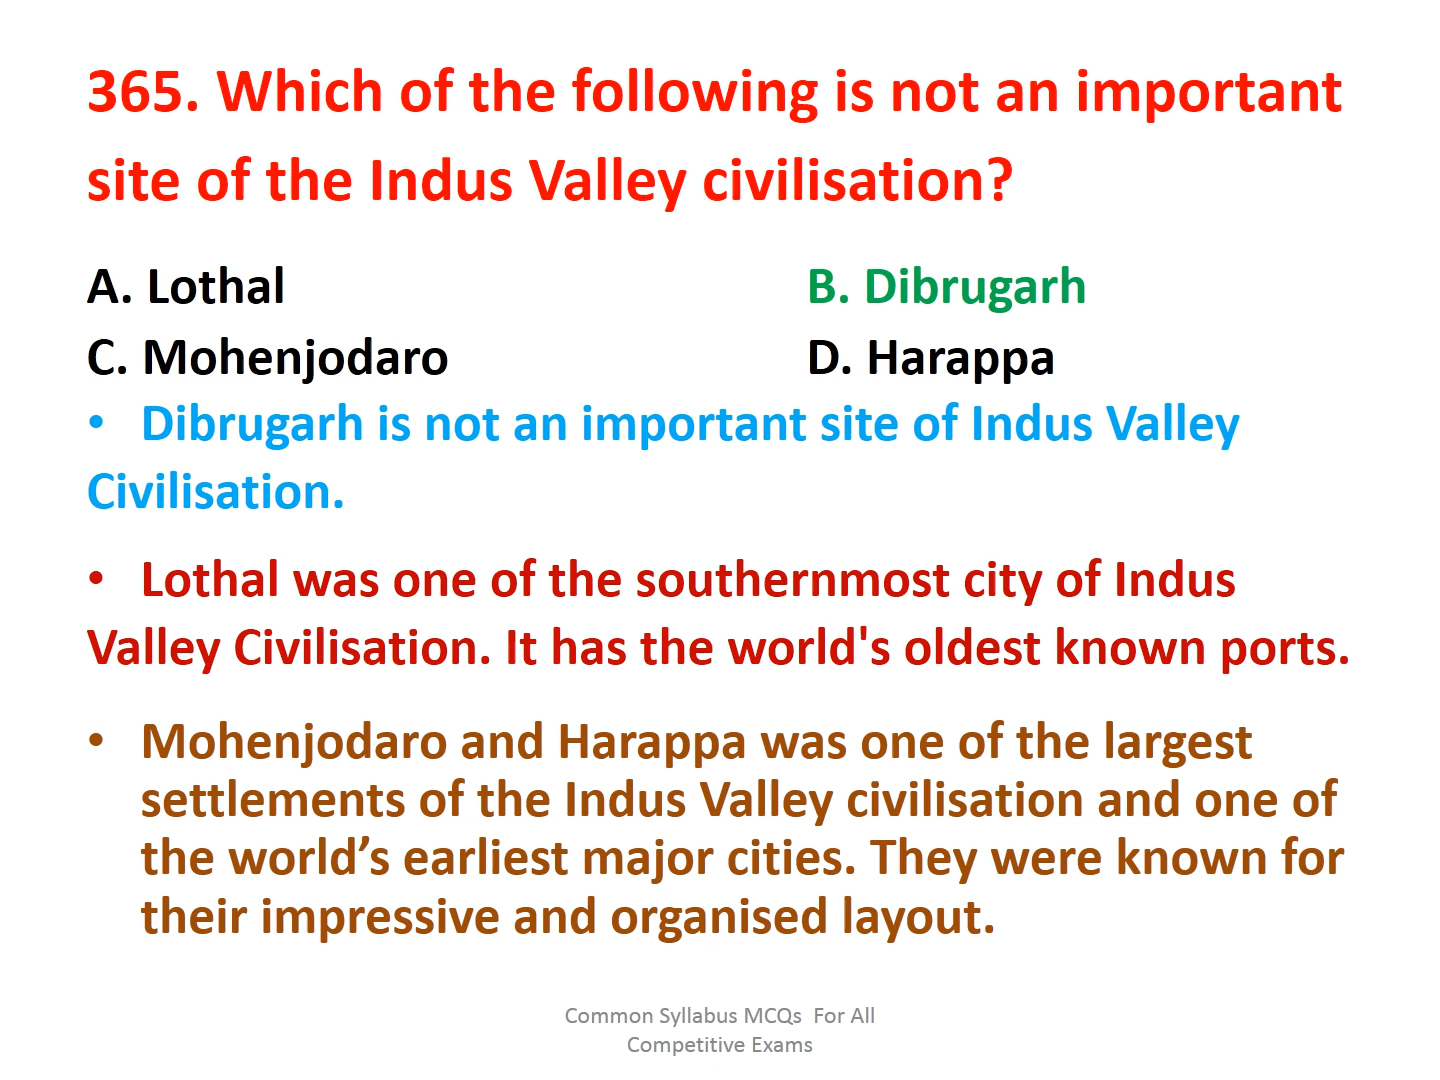 365. Which of the following is not an important
site of the Indus Valley civilisation?
A. Lothal B. Dibrugarh
C. Mohenjodaro D. Harappa
• Dibrugarh is not an important site of Indus Valley
Civilisation.
• Lothal was one of the southernmost city of Indus
Valley Civilisation. It has the world's oldest known ports.
• Mohenjodaro and Harappa was one of the largest
settlements of the Indus Valley civilisation and one of
the world’s earliest major cities. They were known for
their impressive and organised layout.
Common Syllabus MCQs For All
Competitive Exams